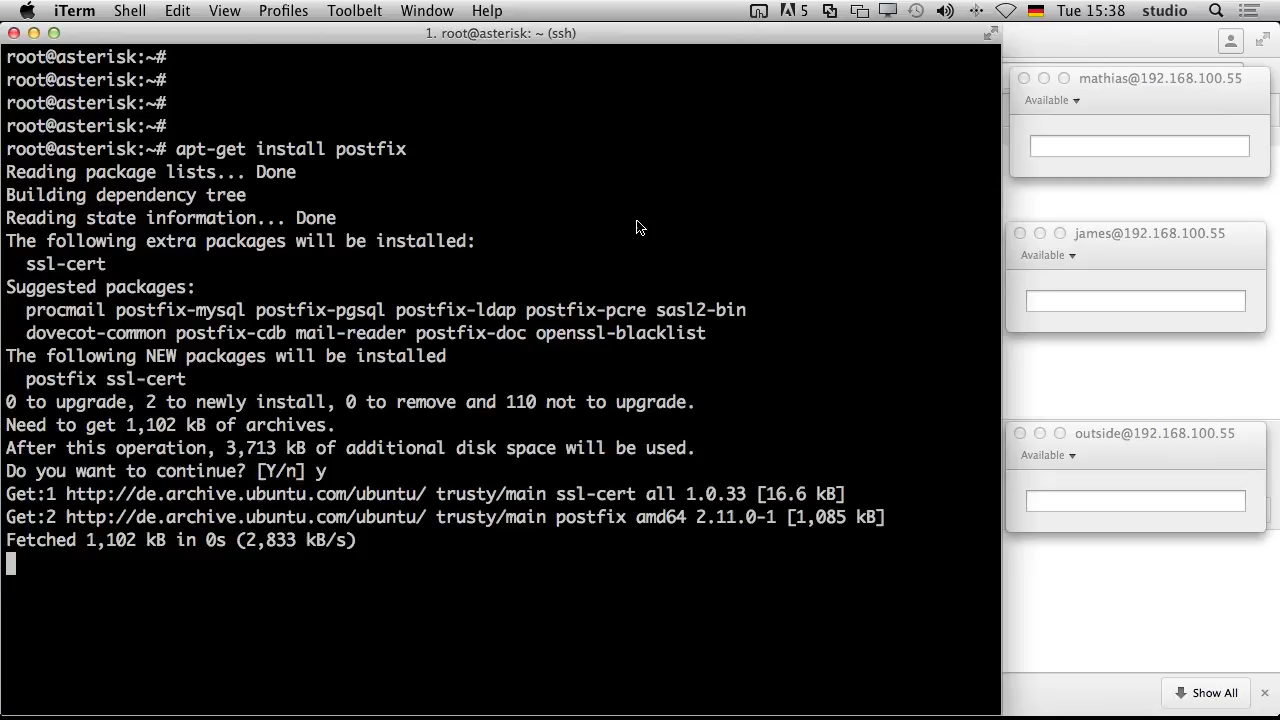 iTerm Shell Edit View Profiles Toolbelt Window Help 5 Tue 15:38 studio
1. root@asterisk: ~ (ssh)
root@asterisk:~#
root@asterisk:~#
root@asterisk:~#
root@asterisk:~#
root@asterisk:~# apt-get install postfix
Reading package lists... Done
Building dependency tree
Reading state information... Done
The following extra packages will be installed:
ssl-cert
Suggested packages:
procmail postfix-mysql postfix-pgsql postfix-ldap postfix-pcre sasl2-bin
dovecot-common postfix-cdb mail-reader postfix-doc openssl-blacklist
The following NEW packages will be installed
postfix ssl-cert
0 to upgrade, 2 to newly install, 0 to remove and 110 not to upgrade.
Need to get 1,102 kB of archives.
After this operation, 3,713 kB of additional disk space will be used.
Do you want to continue? [Y/n] y
Get:1 http://de.archive.ubuntu.com/ubuntu/ trusty/main ssl-cert all 1.0.33 [16.6 kB]
Get:2 http://de.archive.ubuntu.com/ubuntu/ trusty/main postfix amd64 2.11.0-1 [1,085 kB]
Fetched 1,102 kB in 0s (2,833 kB/s)
mathias@192.168.100.55
Available
james@192.168.100.55
Available
outside@192.168.100.55
Available
Show All